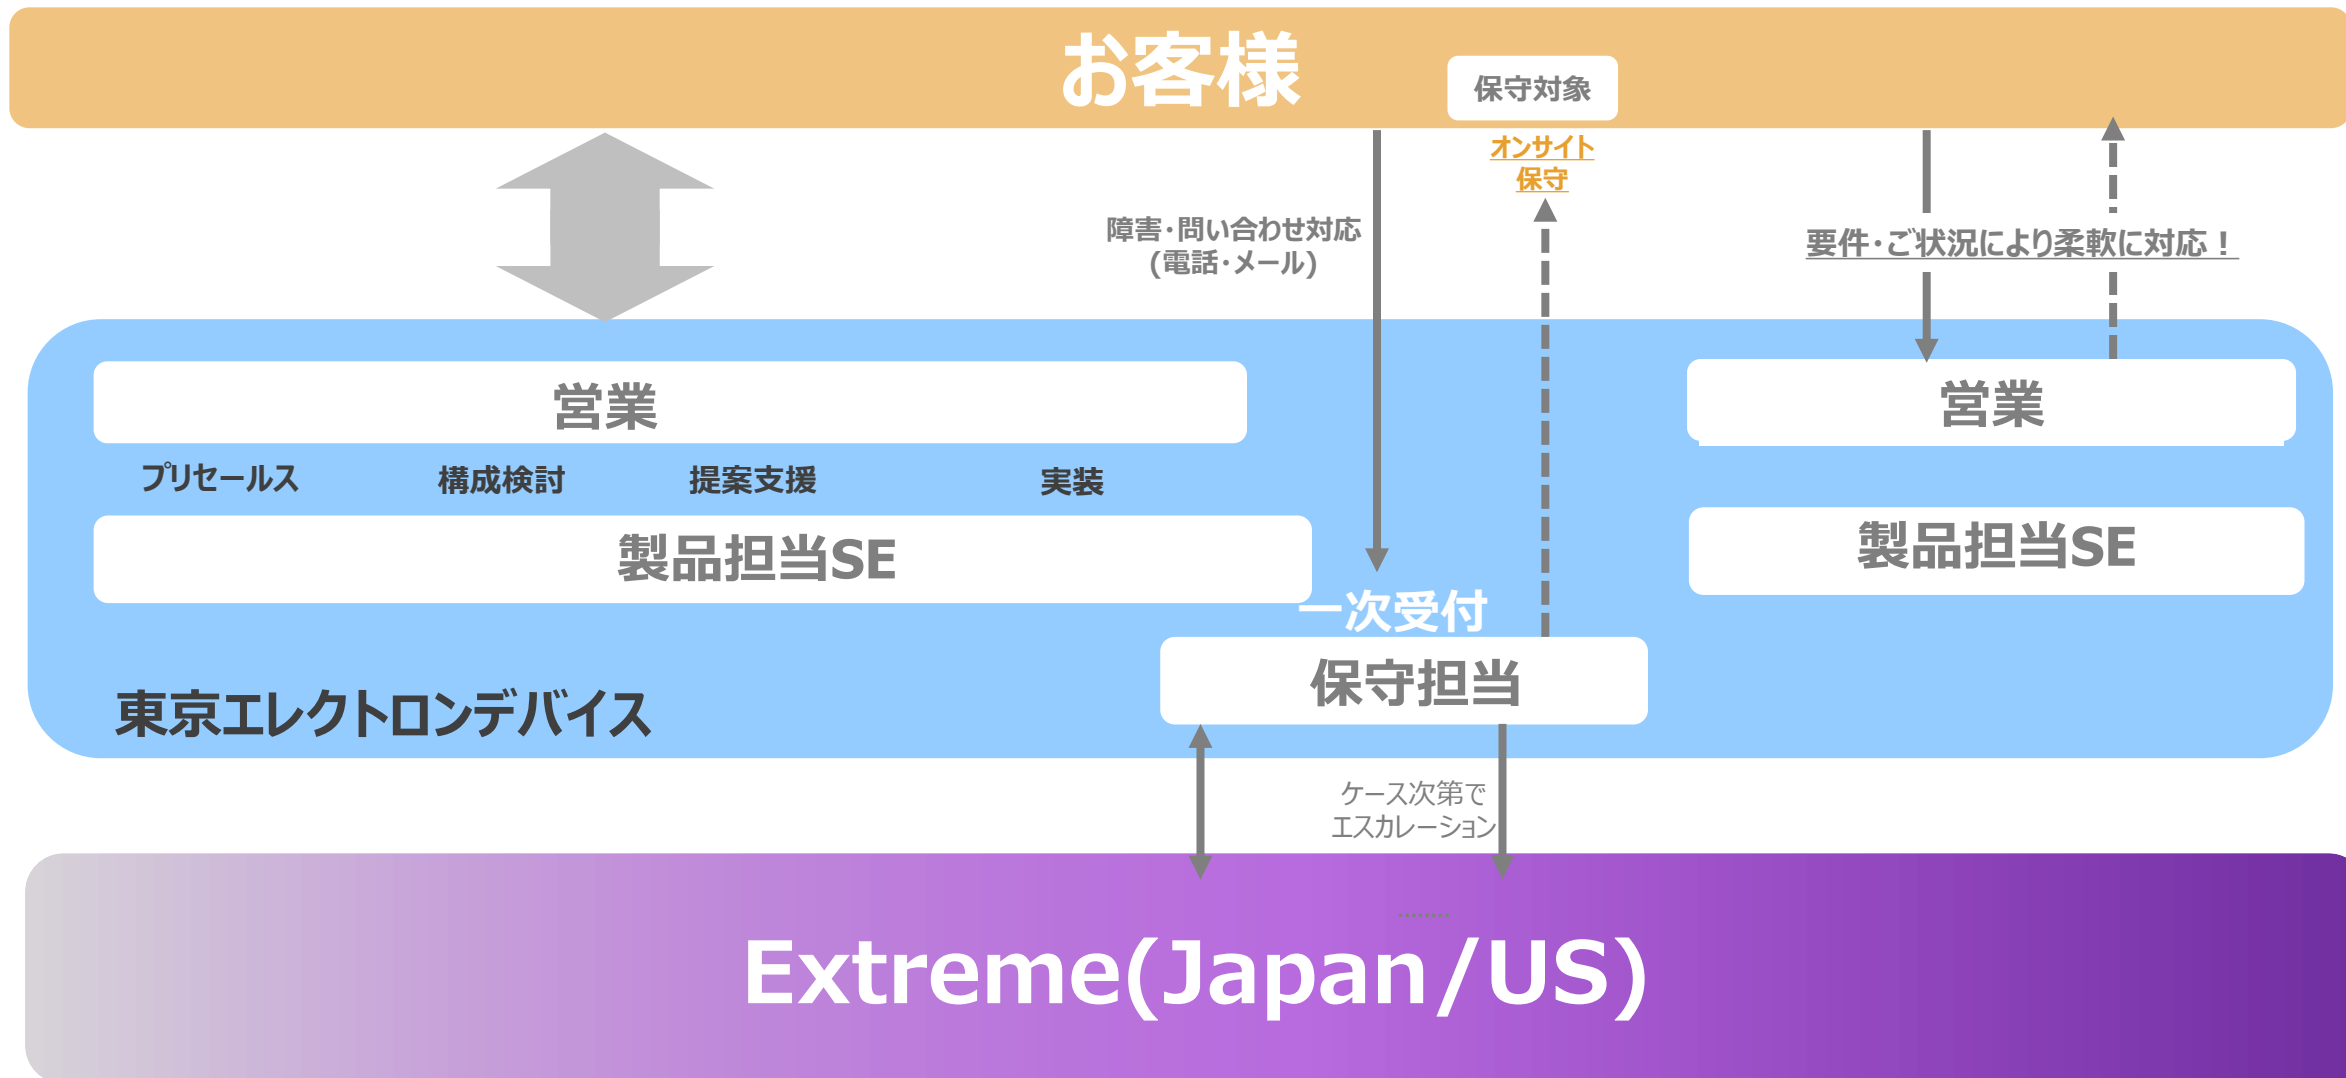 お客様
保守対象
オンサイト
保守
障害・問い合わせ対応
(電話・メール)
要件・ご状況により柔軟に対応！
営業
営業
プリセールス
構成検討
提案支援
実装
製品担当SE
製品担当SE
一次受付
保守担当
東京エレクトロンデバイス
ケース次第で
エスカレーション
Extreme(Japan/US)